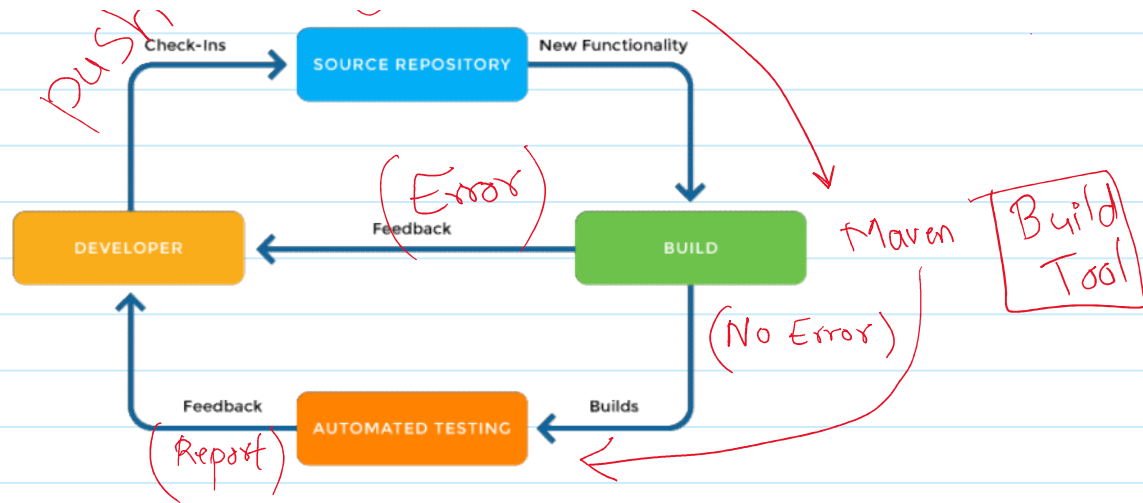 push
Check-Ins
SOURCE REPOSITORY
New Functionality
(Error)
Feedback
DEVELOPER
BUILD
Maven
Build
Tool
(No Error)
Feedback
(Report)
AUTOMATED TESTING
Builds